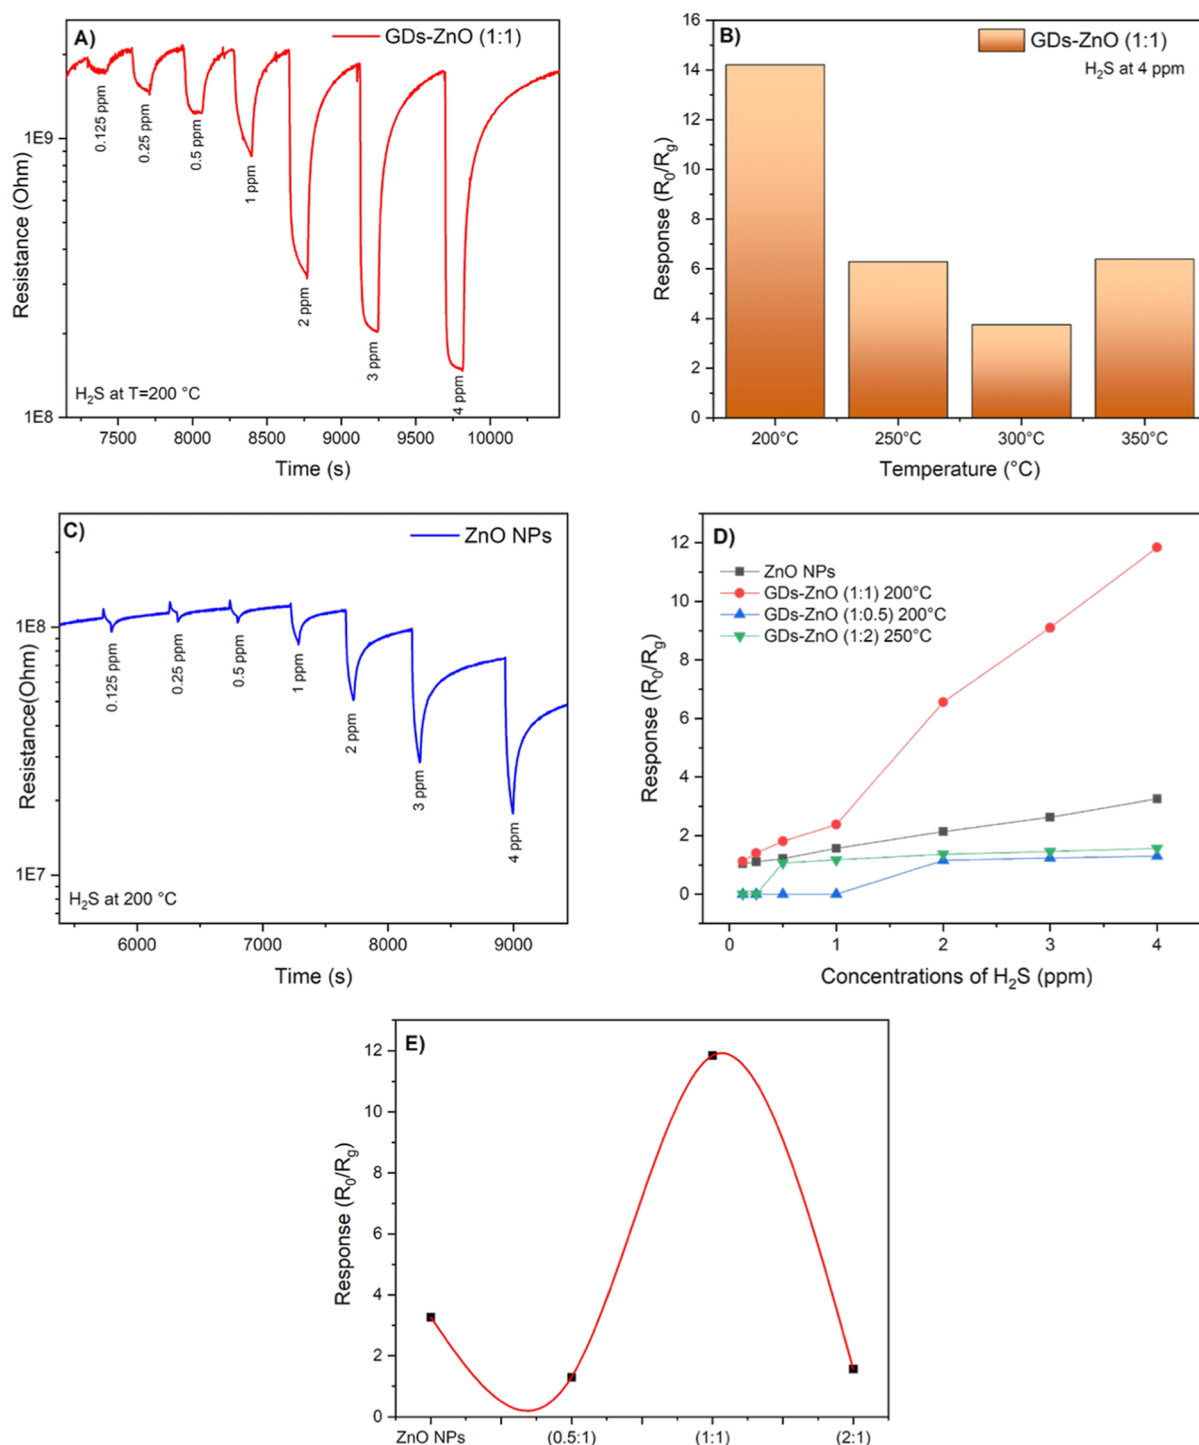 A)
GDs-ZnO (1:1)
Resistance (Ohm)
1E9
1E8
0.125 ppm
0.25 ppm
0.5 ppm
1 ppm
2 ppm
3 ppm
4 ppm
H₂S at T=200 °C
7500 8000 8500 9000 9500 10000
Time (s)
B)
GDs-ZnO (1:1)
H₂S at 4 ppm
Response (R₀/Rg)
16
14
12
10
8
6
4
2
0
200°C 250°C 300°C 350°C
Temperature (°C)
C)
ZnO NPs
Resistance(Ohm)
1E8
1E7
0.125 ppm
0.25 ppm
0.5 ppm
1 ppm
2 ppm
3 ppm
4 ppm
H₂S at 200 °C
6000 7000 8000 9000
Time (s)
D)
ZnO NPs
GDs-ZnO (1:1) 200°C
GDs-ZnO (1:0.5) 200°C
GDs-ZnO (1:2) 250°C
Response (R₀/Rg)
12
10
8
6
4
2
0
0 1 2 3 4
Concentrations of H₂S (ppm)
E)
Response (R₀/Rg)
12
10
8
6
4
2
0
ZnO NPs (0.5:1) (1:1) (2:1)